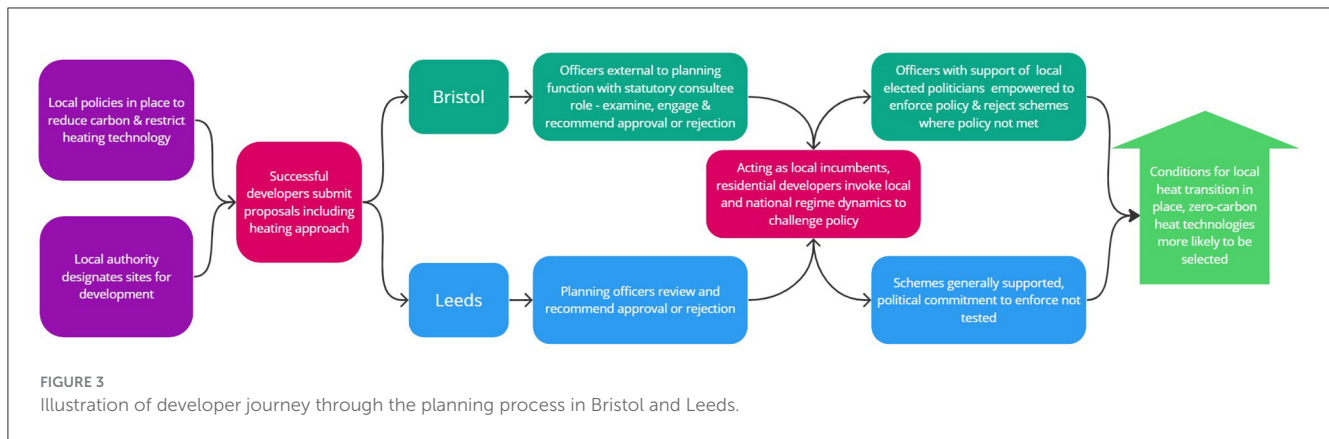 Local policies in place to
reduce carbon & restrict
heating technology
Local authority
designates sites for
development
Successful
developers submit
proposals including
heating approach
Bristol
Officers external to planning
function with statutory consultee
role - examine, engage &
recommend approval or rejection
Officers with support of local
elected politicians empowered to
enforce policy & reject schemes
where policy not met
Acting as local incumbents,
residential developers invoke local
and national regime dynamics to
challenge policy
Leeds
Planning officers review and
recommend approval or rejection
Schemes generally supported,
political commitment to enforce not
tested
Conditions for local
heat transition in
place, zero-carbon
heat technologies
more likely to be
selected
FIGURE 3
Illustration of developer journey through the planning process in Bristol and Leeds.